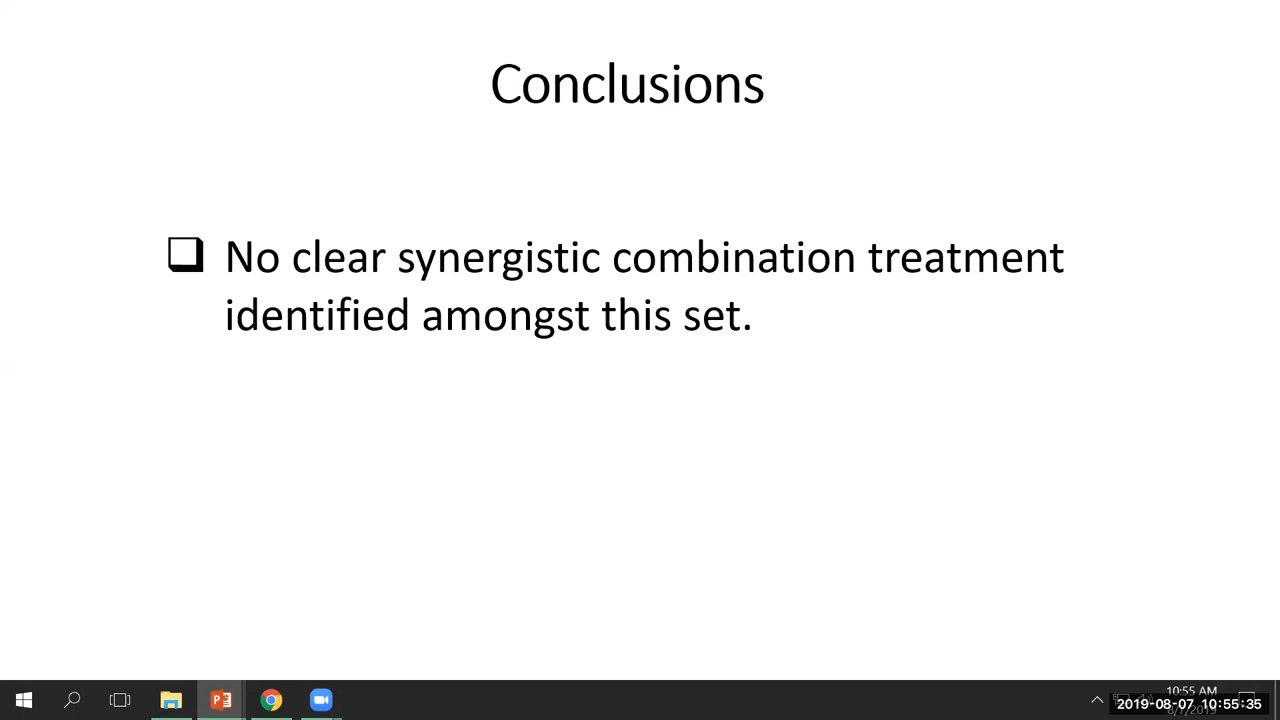 Conclusions
No clear synergistic combination treatment
identified amongst this set.
10:55 AM
2019-08-07 10:55:35